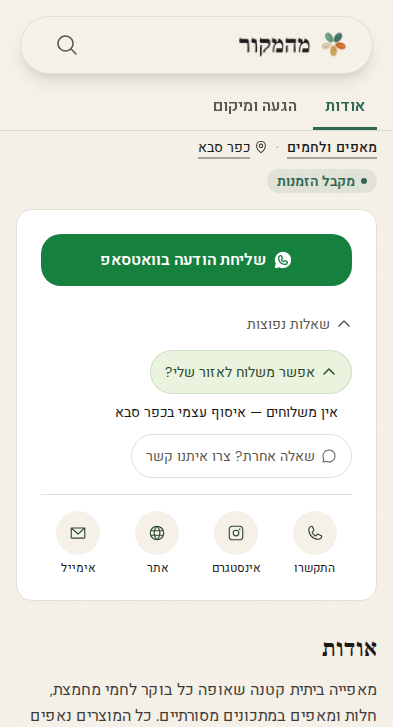 מהמקור
אודות
הגעה ומיקום
מאפים ולחמים · כפר סבא
מקבל הזמנות
שליחת הודעה בוואטסאפ
שאלות נפוצות
אפשר משלוח לאזור שלי?
אין משלוחים — איסוף עצמי בכפר סבא
שאלה אחרת? צרו איתנו קשר
התקשרו
אינסטגרם
אתר
אימייל
אודות
מאפייה ביתית קטנה שאופה כל בוקר לחמי מחמצת,
חלות ומאפים במתכונים מסורתיים. כל המוצרים נאפים